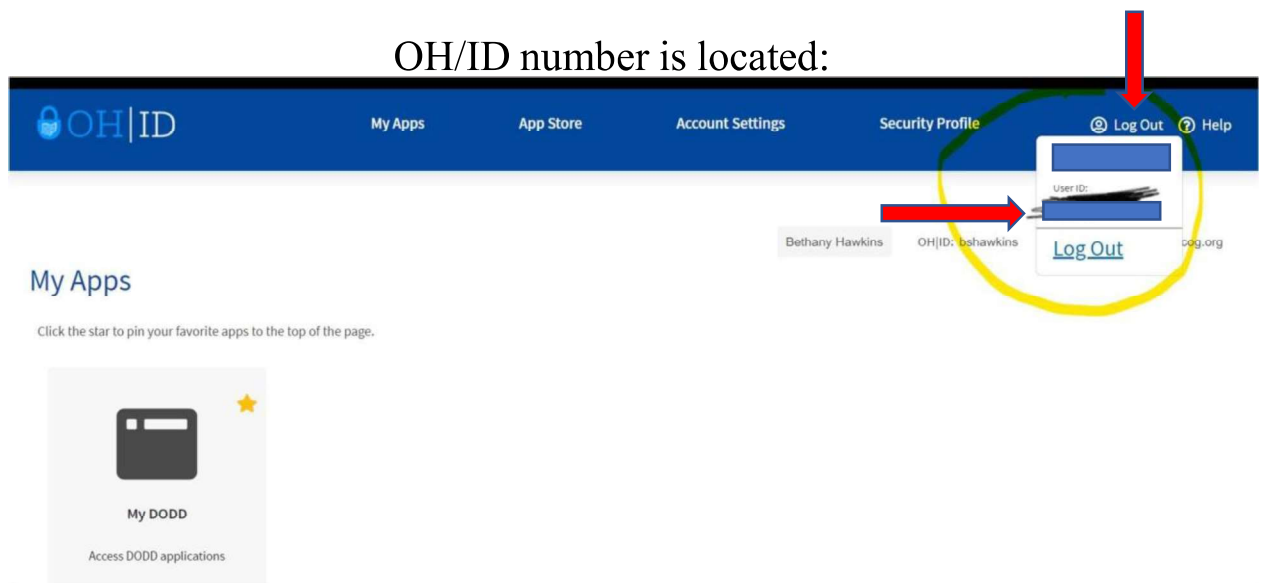 OH/ID number is located:
OH|ID
My Apps
App Store
Account Settings
Security Profile
Log Out
Help
User ID:
Bethany Hawkins
OH|ID: bshawkins
cog.org
Log Out
My Apps
Click the star to pin your favorite apps to the top of the page.
My DODD
Access DODD applications